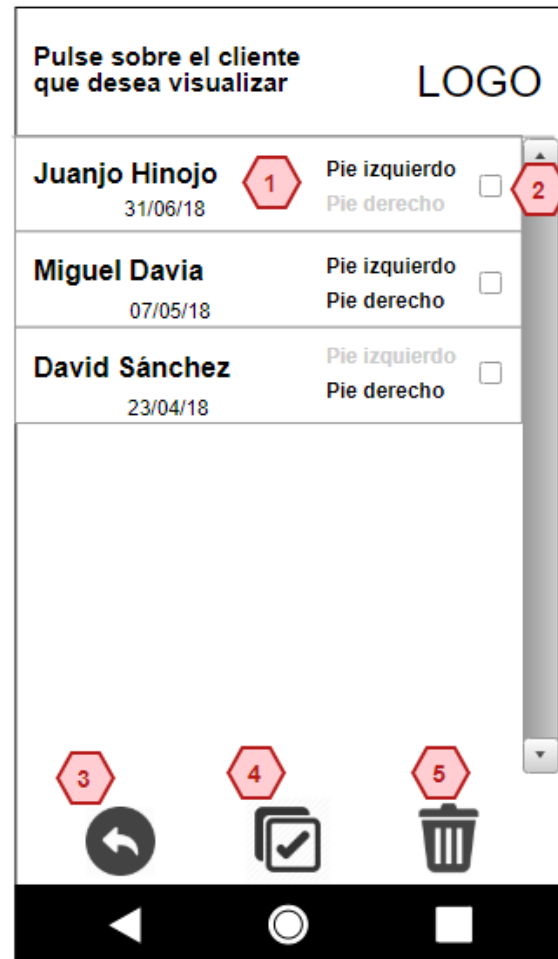 Pulse sobre el cliente
que desea visualizar
LOGO
Juanjo Hinojo
31/06/18
1
Pie izquierdo
Pie derecho
2
Miguel Davia
07/05/18
Pie izquierdo
Pie derecho
David Sánchez
23/04/18
Pie izquierdo
Pie derecho
3
4
5